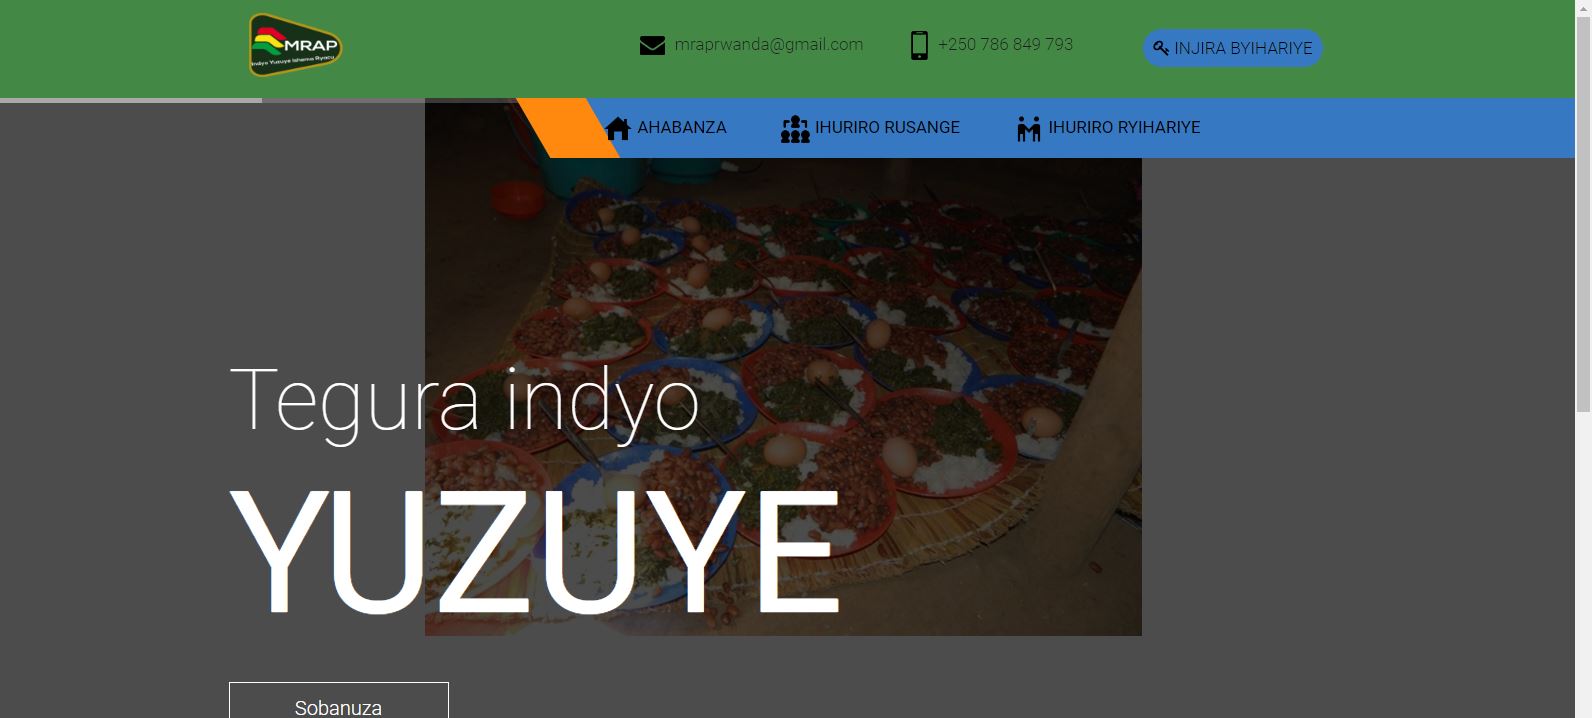 MRAP
Indyo Yuzuye Ishema Ryacu
mraprwanda@gmail.com
+250 786 849 793
INJIRA BYIHARIYE
AHABANZA
IHURIRO RUSANGE
IHURIRO RYIHARIYE
Tegura indyo
YUZUYE
Sobanuza